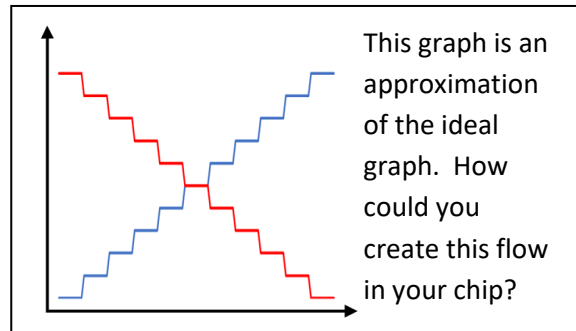 This graph is an
approximation
of the ideal
graph.  How
could you
create this flow
in your chip?